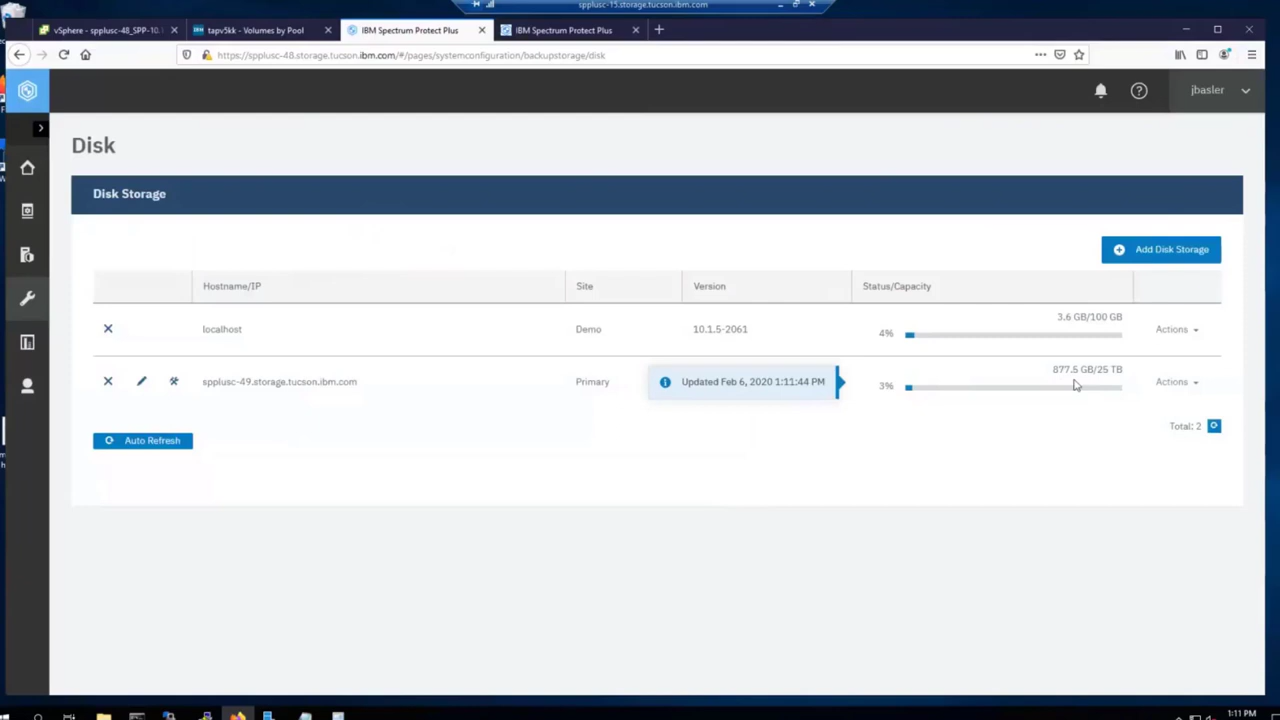 spplusc-15.storage.tucson.ibm.com
vSphere - spplusc-48_SPP-10.
tapv5kk - Volumes by Pool
IBM Spectrum Protect Plus
IBM Spectrum Protect Plus
https://spplusc-48.storage.tucson.ibm.com/#/pages/systemconfiguration/backupstorage/disk
jbasler
Disk
Disk Storage
Add Disk Storage
Hostname/IP Site Version Status/Capacity
localhost Demo 10.1.5-2061 4% 3.6 GB/100 GB Actions
spplusc-49.storage.tucson.ibm.com Primary Updated Feb 6, 2020 1:11:44 PM 3% 877.5 GB/25 TB Actions
Total: 2
Auto Refresh
1:11 PM